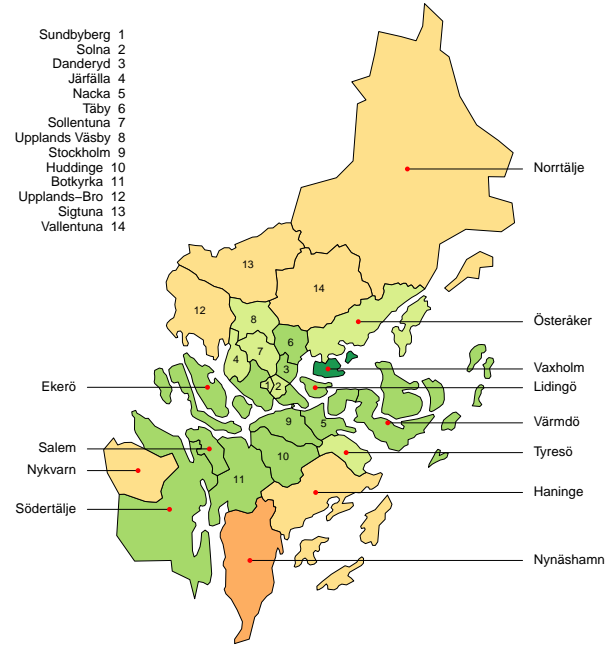 Sundbyberg 1
Solna 2
Danderyd 3
Järfälla 4
Nacka 5
Täby 6
Sollentuna 7
Upplands Väsby 8
Stockholm 9
Huddinge 10
Botkyrka 11
Upplands−Bro 12
Sigtuna 13
Vallentuna 14
Norrtälje
13
14
12
8
Österåker
6
7
4
3
Vaxholm
1
2
Ekerö
Lidingö
9
5
Värmdö
Salem
Tyresö
10
Nykvarn
11
Haninge
Södertälje
Nynäshamn